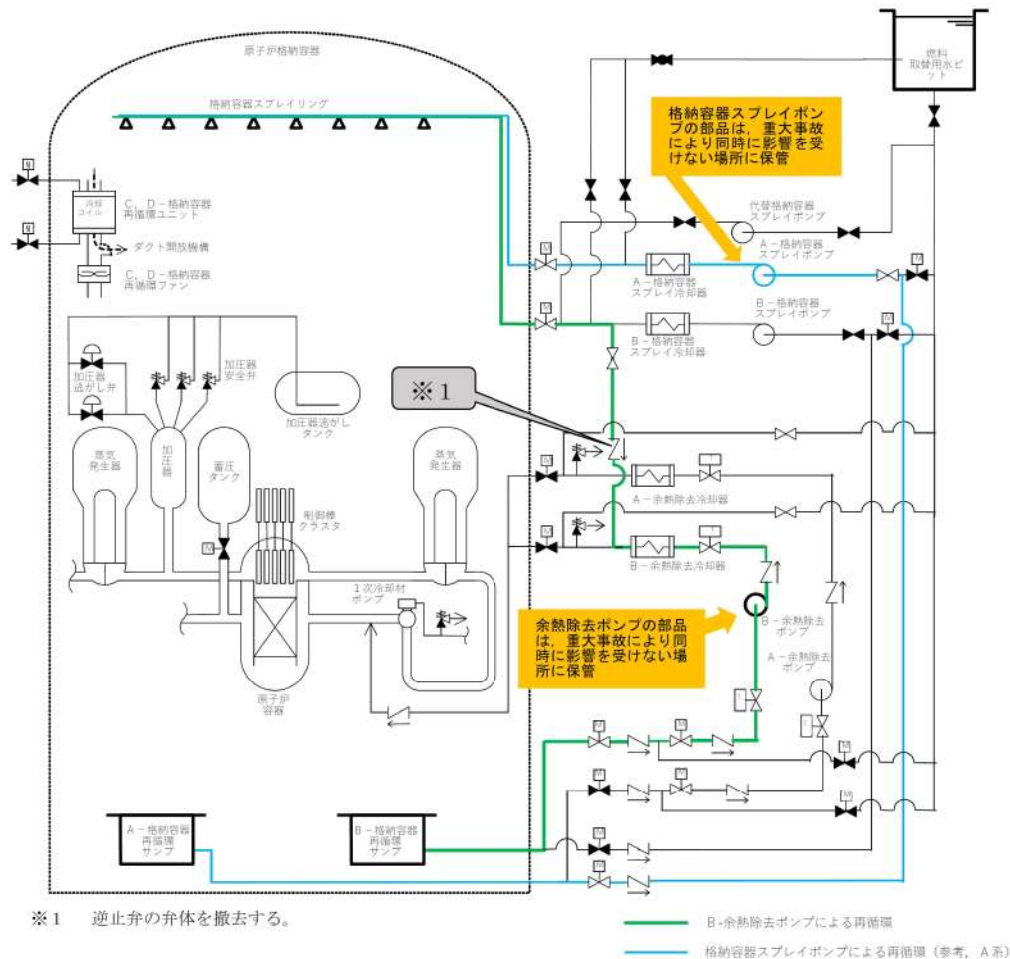 原子炉格納容器
燃料
取替用水ピット
格納容器スプレイリング
格納容器スプレイポン
プの部品は，重大事故
により同時に影響を受
けない場所に保管
M
冷却
コイル
C，D－格納容器
再循環ユニット
M
ダクト開放機構
C，D－格納容器
再循環ファン
代替格納容器
スプレイポンプ
A－格納容器
スプレイポンプ
M
M
A－格納容器
スプレイ冷却器
B－格納容器
スプレイポンプ
M
M
B－格納容器
スプレイ冷却器
加圧器
逃がし弁
加圧器
安全弁
加圧器逃がし
タンク
※１
蒸気
発生器
加
圧
器
蓄圧
タンク
蒸気
発生器
M
A－余熱除去冷却器
制御棒
クラスタ
M
M
B－余熱除去冷却器
１次冷却材
ポンプ
余熱除去ポンプの部品
は，重大事故により同
時に影響を受けない場
所に保管
B－余熱除去
ポンプ
A－余熱除去
ポンプ
原子炉
容器
M
M
M
M
M
M
A－格納容器
再循環
サンプ
B－格納容器
再循環
サンプ
M
M
※１　逆止弁の弁体を撤去する。
B-余熱除去ポンプによる再循環
格納容器スプレイポンプによる再循環（参考，A系）